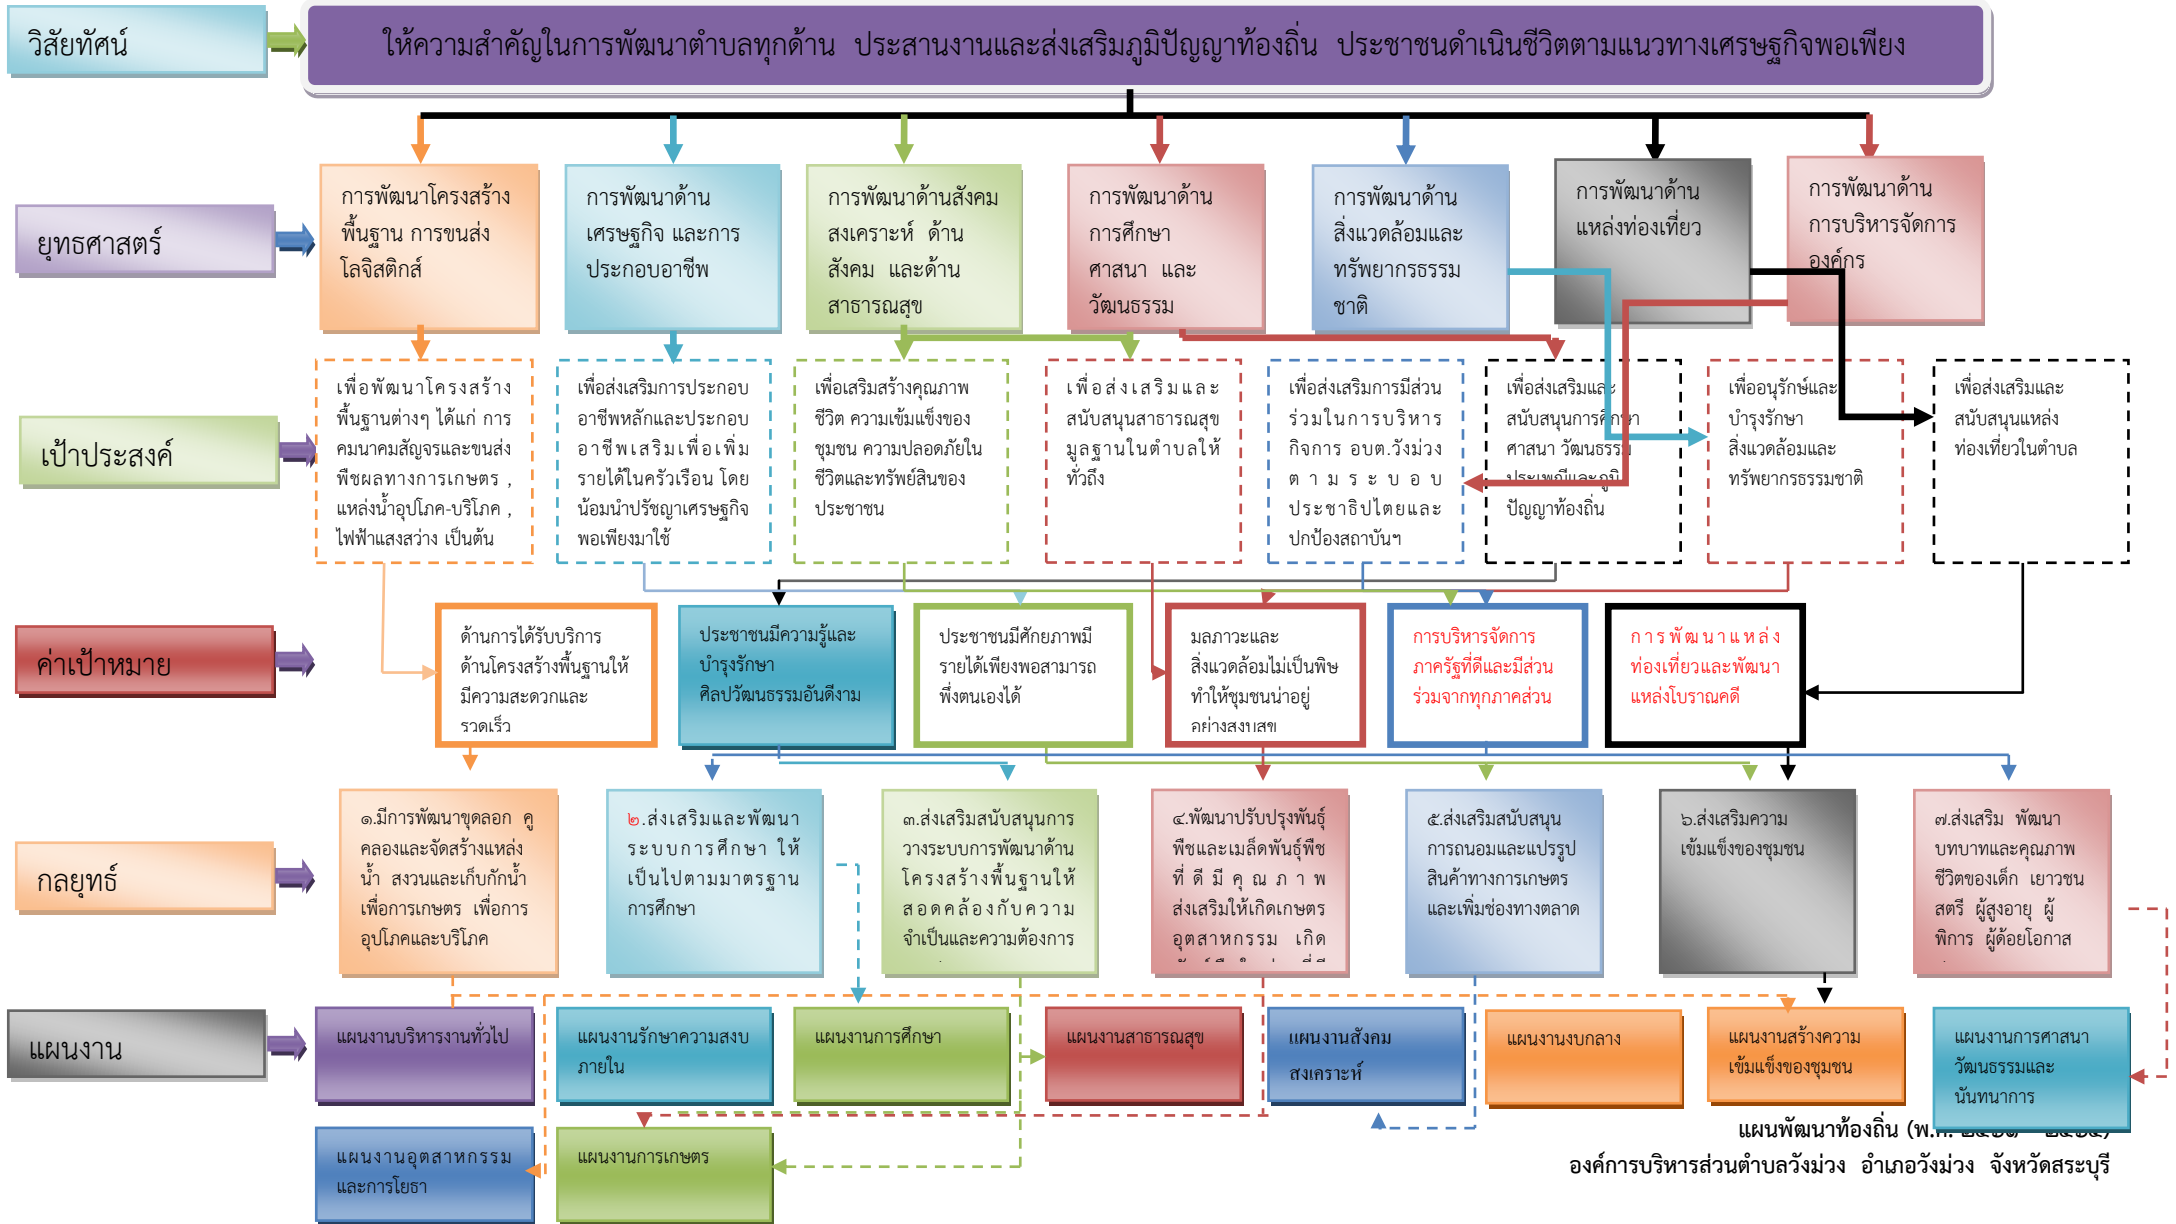 วิสัยทัศน์
ให้ความสำคัญในการพัฒนาตำบลทุกด้าน ประสานงานและส่งเสริมภูมิปัญญาท้องถิ่น ประชาชนดำเนินชีวิตตามแนวทางเศรษฐกิจพอเพียง
ยุทธศาสตร์
การพัฒนาโครงสร้าง
พื้นฐาน การขนส่ง
โลจิสติกส์
การพัฒนาด้าน
เศรษฐกิจ และการ
ประกอบอาชีพ
การพัฒนาด้านสังคม
สงเคราะห์ ด้าน
สังคม และด้าน
สาธารณสุข
การพัฒนาด้าน
การศึกษา
ศาสนา และ
วัฒนธรรม
การพัฒนาด้าน
สิ่งแวดล้อมและ
ทรัพยากรธรรม
ชาติ
การพัฒนาด้าน
แหล่งท่องเที่ยว
การพัฒนาด้าน
การบริหารจัดการ
องค์กร
เป้าประสงค์
เพื่อพัฒนาโครงสร้าง
พื้นฐานต่างๆ ได้แก่ การ
คมนาคมสัญจรและขนส่ง
พืชผลทางการเกษตร ,
แหล่งน้ำอุปโภค-บริโภค ,
ไฟฟ้าแสงสว่าง เป็นต้น
เพื่อส่งเสริมการประกอบ
อาชีพหลักและประกอบ
อาชีพเสริมเพื่อเพิ่ม
รายได้ในครัวเรือน โดย
น้อมนำปรัชญาเศรษฐกิจ
พอเพียงมาใช้
เพื่อเสริมสร้างคุณภาพ
ชีวิต ความเข้มแข็งของ
ชุมชน ความปลอดภัยใน
ชีวิตและทรัพย์สินของ
ประชาชน
เพื่อส่งเสริมและ
สนับสนุนสาธารณสุข
มูลฐานในตำบลให้
ทั่วถึง
เพื่อส่งเสริมการมีส่วน
ร่วมในการบริหาร
กิจการ อบต.วังม่วง
ตามระบอบ
ประชาธิปไตยและ
ปกป้องสถาบันฯ
เพื่อส่งเสริมและ
สนับสนุนการศึกษา
ศาสนา วัฒนธรรม
ประเพณีและภูมิ
ปัญญาท้องถิ่น
เพื่ออนุรักษ์และ
บำรุงรักษา
สิ่งแวดล้อมและ
ทรัพยากรธรรมชาติ
เพื่อส่งเสริมและ
สนับสนุนแหล่ง
ท่องเที่ยวในตำบล
ค่าเป้าหมาย
ด้านการได้รับบริการ
ด้านโครงสร้างพื้นฐานให้
มีความสะดวกและ
รวดเร็ว
ประชาชนมีความรู้และ
บำรุงรักษา
ศิลปวัฒนธรรมอันดีงาม
ประชาชนมีศักยภาพมี
รายได้เพียงพอสามารถ
พึ่งตนเองได้
มลภาวะและ
สิ่งแวดล้อมไม่เป็นพิษ
ทำให้ชุมชนน่าอยู่
อย่างสงบสุข
การบริหารจัดการ
ภาครัฐที่ดีและมีส่วน
ร่วมจากทุกภาคส่วน
การพัฒนาแหล่ง
ท่องเที่ยวและพัฒนา
แหล่งโบราณคดี
กลยุทธ์
๑.มีการพัฒนาขุดลอก คู
คลองและจัดสร้างแหล่ง
น้ำ สงวนและเก็บกักน้ำ
เพื่อการเกษตร เพื่อการ
อุปโภคและบริโภค
๒.ส่งเสริมและพัฒนา
ระบบการศึกษา ให้
เป็นไปตามมาตรฐาน
การศึกษา
๓.ส่งเสริมสนับสนุนการ
วางระบบการพัฒนาด้าน
โครงสร้างพื้นฐานให้
สอดคล้องกับความ
จำเป็นและความต้องการ
๔.พัฒนาปรับปรุงพันธุ์
พืชและเมล็ดพันธุ์พืช
ที่ดีมีคุณภาพ
ส่งเสริมให้เกิดเกษตร
อุตสาหกรรม เกิด
๕.ส่งเสริมสนับสนุน
การถนอมและแปรรูป
สินค้าทางการเกษตร
และเพิ่มช่องทางตลาด
๖.ส่งเสริมความ
เข้มแข็งของชุมชน
๗.ส่งเสริม พัฒนา
บทบาทและคุณภาพ
ชีวิตของเด็ก เยาวชน
สตรี ผู้สูงอายุ ผู้
พิการ ผู้ด้อยโอกาส
แผนงาน
แผนงานบริหารงานทั่วไป
แผนงานรักษาความสงบ
ภายใน
แผนงานการศึกษา
แผนงานสาธารณสุข
แผนงานสังคม
สงเคราะห์
แผนงานงบกลาง
แผนงานสร้างความ
เข้มแข็งของชุมชน
แผนงานการศาสนา
วัฒนธรรมและ
นันทนาการ
แผนงานอุตสาหกรรม
และการโยธา
แผนงานการเกษตร
แผนพัฒนาท้องถิ่น
องค์การบริหารส่วนตำบลวังม่วง อำเภอวังม่วง จังหวัดสระบุรี